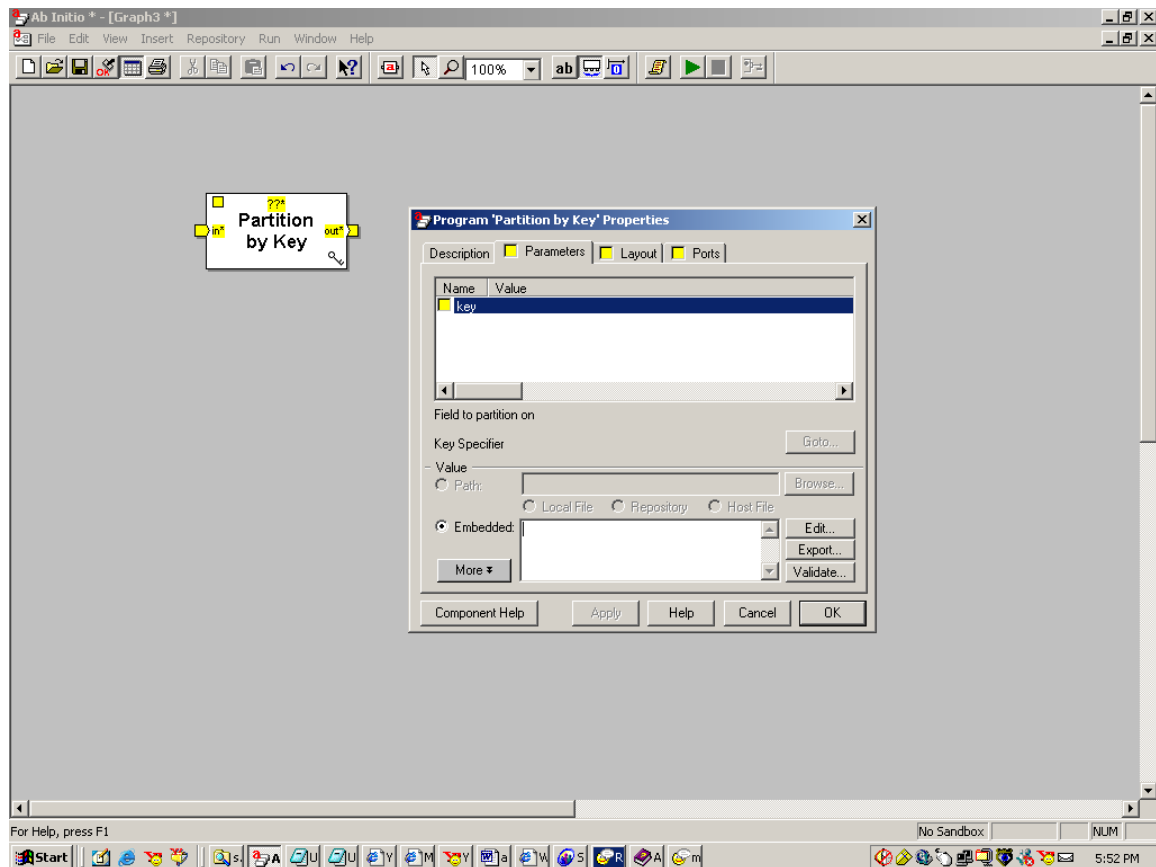 Ab Initio * - [Graph3 *]
File Edit View Insert Repository Run Window Help
100% ab
??*
Partition
by Key
in*
out*
Program 'Partition by Key' Properties
Description Parameters Layout Ports
Name Value
key
Field to partition on
Key Specifier Goto...
Value
Path: Browse...
Local File Repository Host File
Embedded: Edit...
Export...
More Validate...
Component Help Apply Help Cancel OK
For Help, press F1 No Sandbox NUM
Start s. A U U Y M Y a W S R A m 5:52 PM